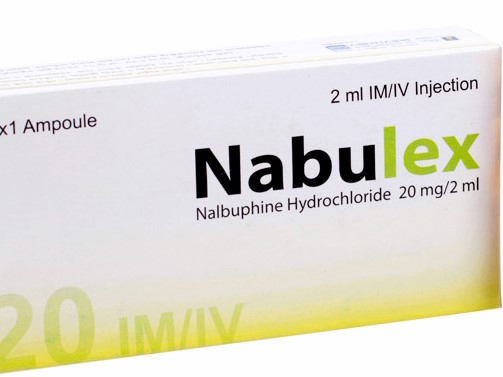 2 ml IM/IV Injection
x1 Ampoule
Nabulex
Nalbuphine Hydrochloride 20 mg/2 ml
20 IM/IV